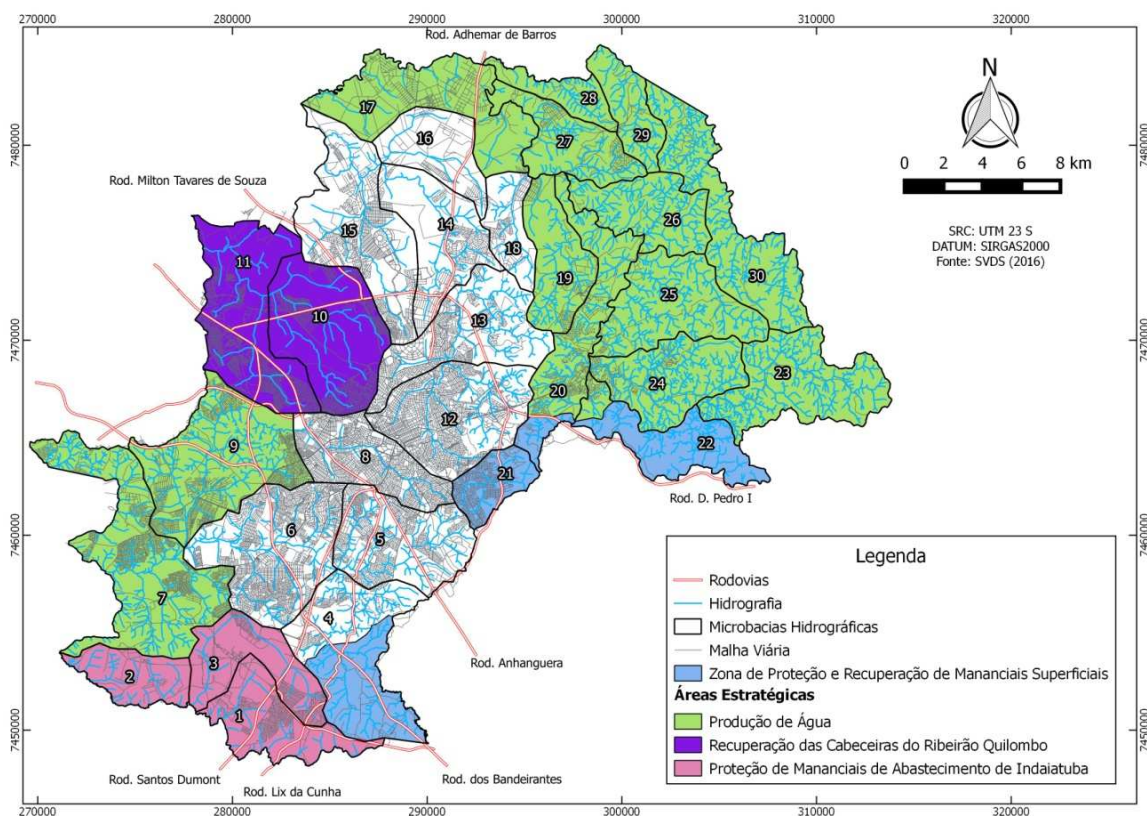 270000 280000 290000 300000 310000 320000
Rod. Adhemar de Barros
N
0 2 4 6 8 km
SRC: UTM 23 S
DATUM: SIRGAS2000
Fonte: SVDS (2016)
7480000
7480000
Rod. Milton Tavares de Souza
17
16
28
27
29
14
15
18
26
11
19
30
25
10
13
7470000
7470000
23
24
20
12
9
8
22
21
Rod. D. Pedro I
6
5
7460000
7460000
7
4
Rod. Anhanguera
3
2
1
7450000
7450000
Rod. Santos Dumont
Rod. Lix da Cunha
Rod. dos Bandeirantes
Legenda
Rodovias
Hidrografia
Microbacias Hidrográficas
Malha Viária
Zona de Proteção e Recuperação de Mananciais Superficiais
Áreas Estratégicas
Produção de Água
Recuperação das Cabeceiras do Ribeirão Quilombo
Proteção de Mananciais de Abastecimento de Indaiatuba
270000 280000 290000 300000 310000 320000